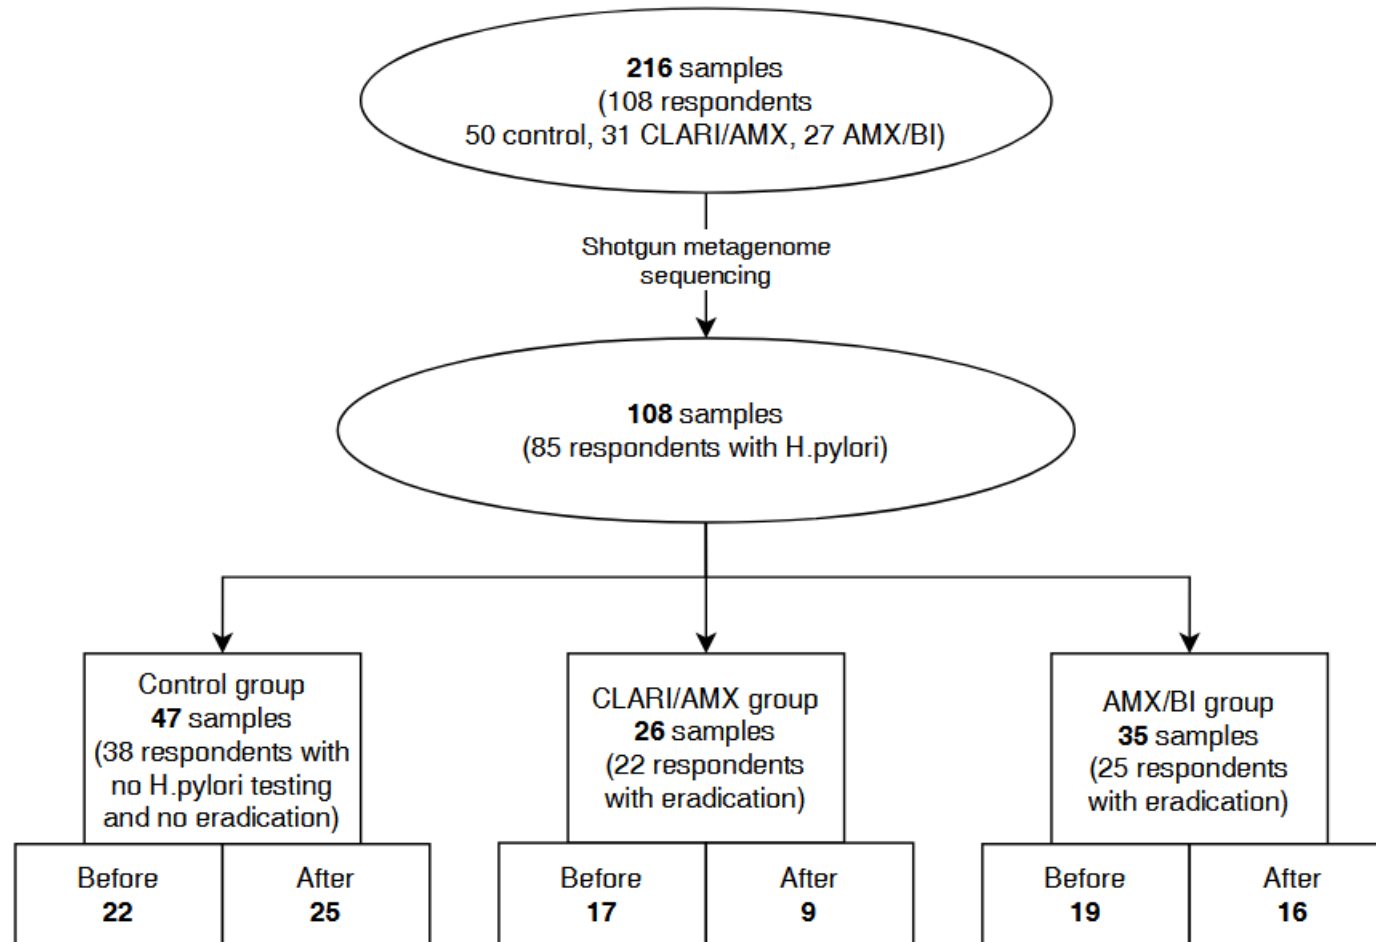 216 samples
(108 respondents
50 control, 31 CLARI/AMX, 27 AMX/BI)
Shotgun metagenome
sequencing
108 samples
(85 respondents with H.pylori)
Control group
47 samples
(38 respondents with
no H.pylori testing
and no eradication)
CLARI/AMX group
26 samples
(22 respondents
with eradication)
AMX/BI group
35 samples
(25 respondents
with eradication)
Before
22
After
25
Before
17
After
9
Before
19
After
16